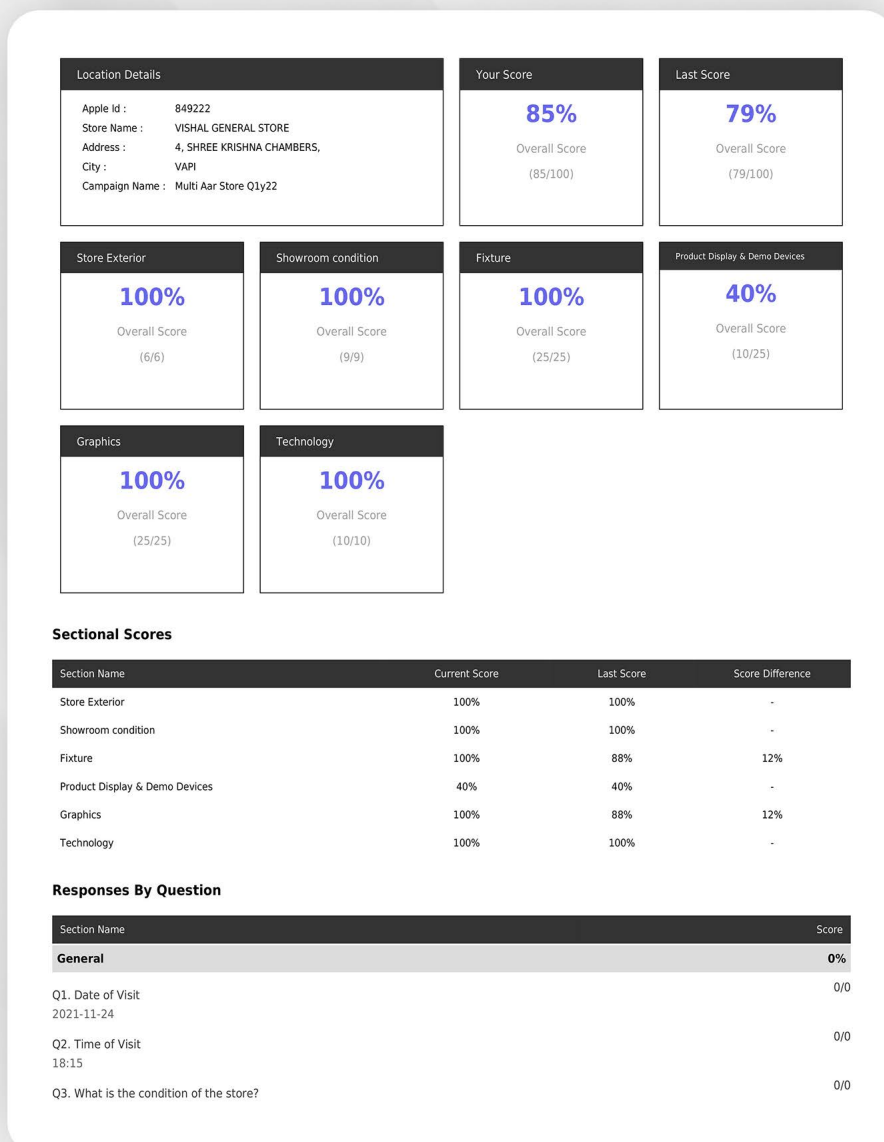 Location Details
Apple Id : 849222
Store Name : VISHAL GENERAL STORE
Address : 4, SHREE KRISHNA CHAMBERS,
City : VAPI
Campaign Name : Multi Aar Store Q1y22
Your Score
85%
Overall Score
(85/100)
Last Score
79%
Overall Score
(79/100)
Store Exterior
100%
Overall Score
(6/6)
Showroom condition
100%
Overall Score
(9/9)
Fixture
100%
Overall Score
(25/25)
Product Display & Demo Devices
40%
Overall Score
(10/25)
Graphics
100%
Overall Score
(25/25)
Technology
100%
Overall Score
(10/10)
Sectional Scores
Section Name Current Score Last Score Score Difference
Store Exterior 100% 100% -
Showroom condition 100% 100% -
Fixture 100% 88% 12%
Product Display & Demo Devices 40% 40% -
Graphics 100% 88% 12%
Technology 100% 100% -
Responses By Question
Section Name Score
General 0%
Q1. Date of Visit 0/0
2021-11-24
Q2. Time of Visit 0/0
18:15
Q3. What is the condition of the store? 0/0